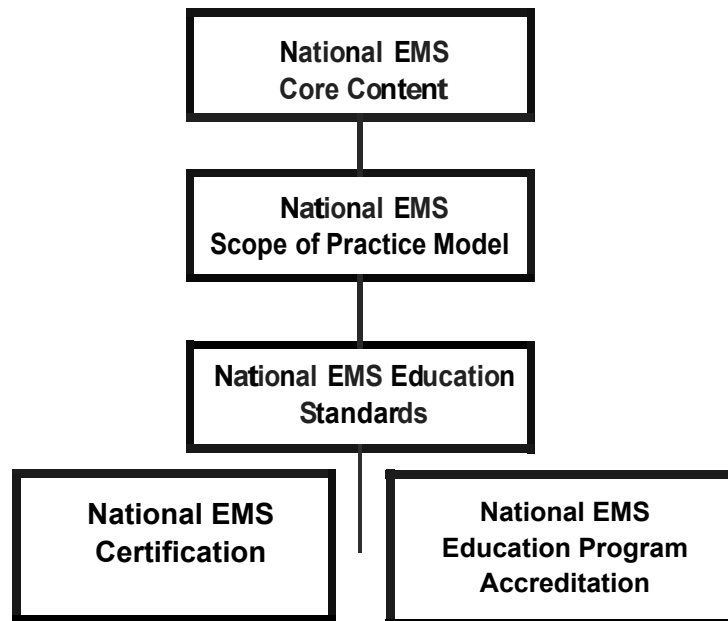 National EMS
Core Content
National EMS
Scope of Practice Model
National EMS Education
Standards
National EMS
Certification
National EMS
Education Program
Accreditation